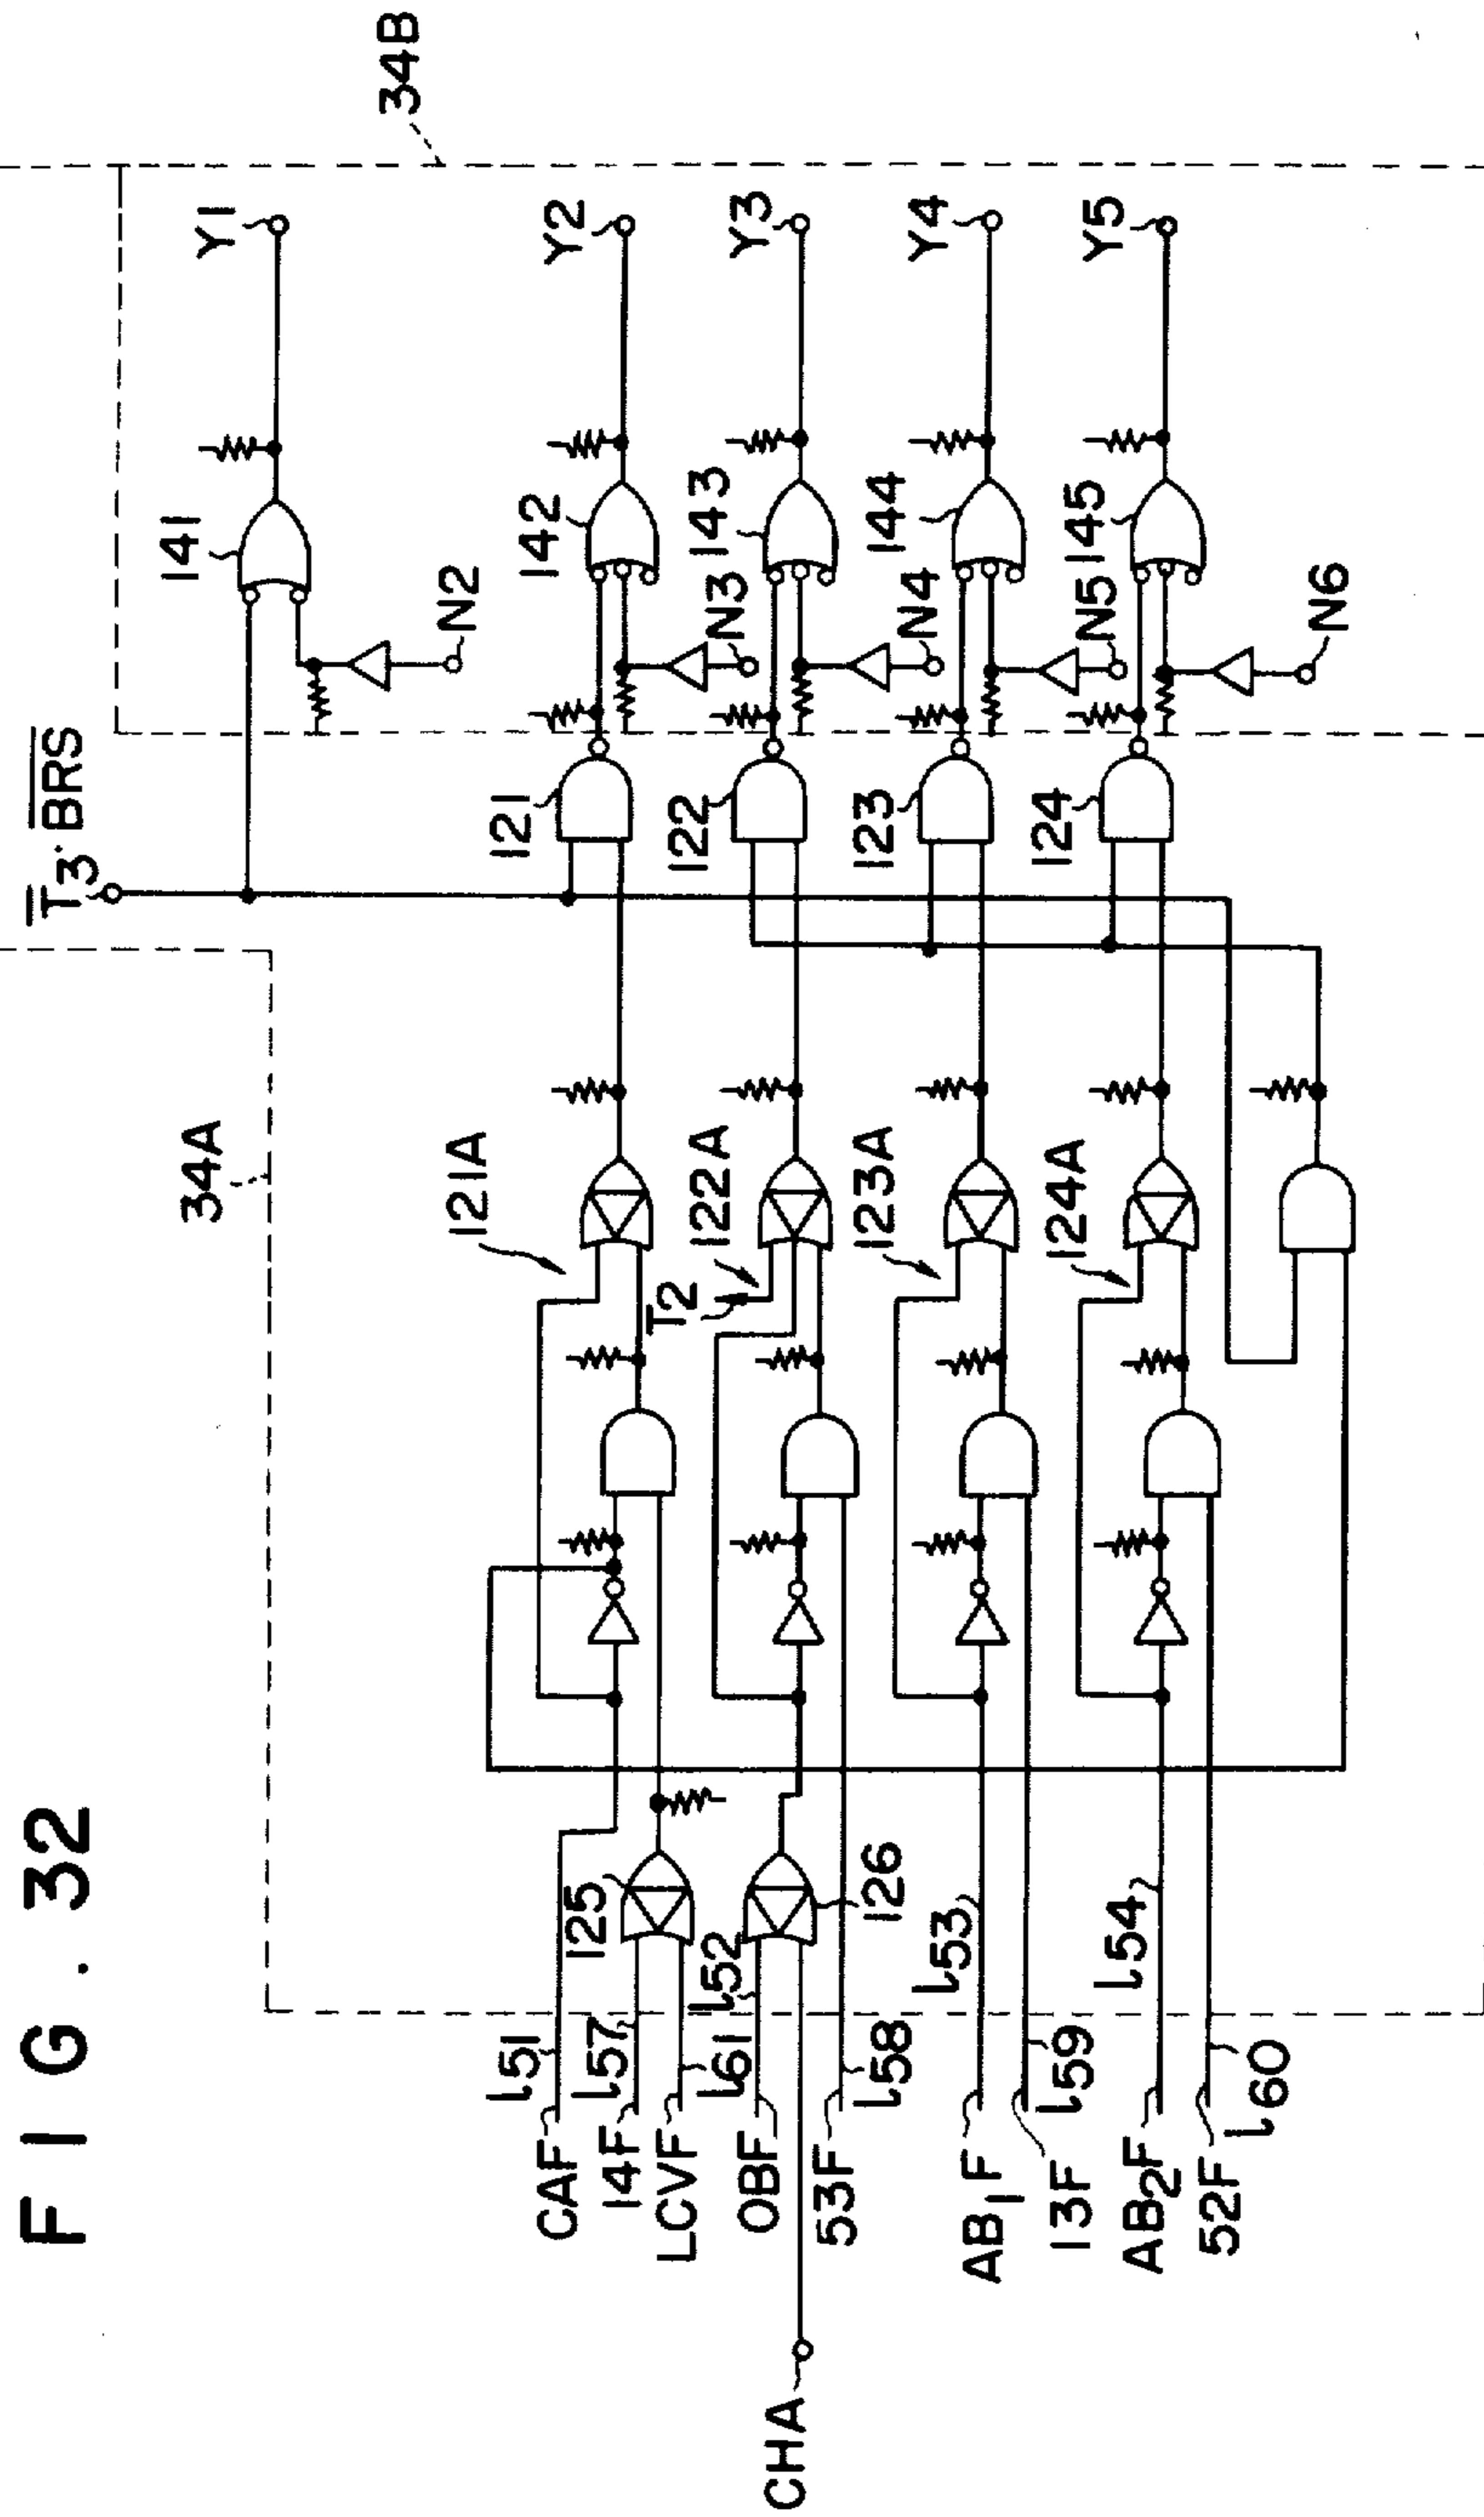 FIG. 32
34A
T3·BRS
34B
141
Y1
N2
121A
121
142
Y2
T2
122A
122
N3
143
Y3
123A
123
N4
144
Y4
124A
124
N5
145
Y5
N6
CAF
l51
14F
l57
125
LCVF
l61
OBF
l52
CHA
53F
l58
126
AB1F
l53
13F
l59
AB2F
l54
52F
l60